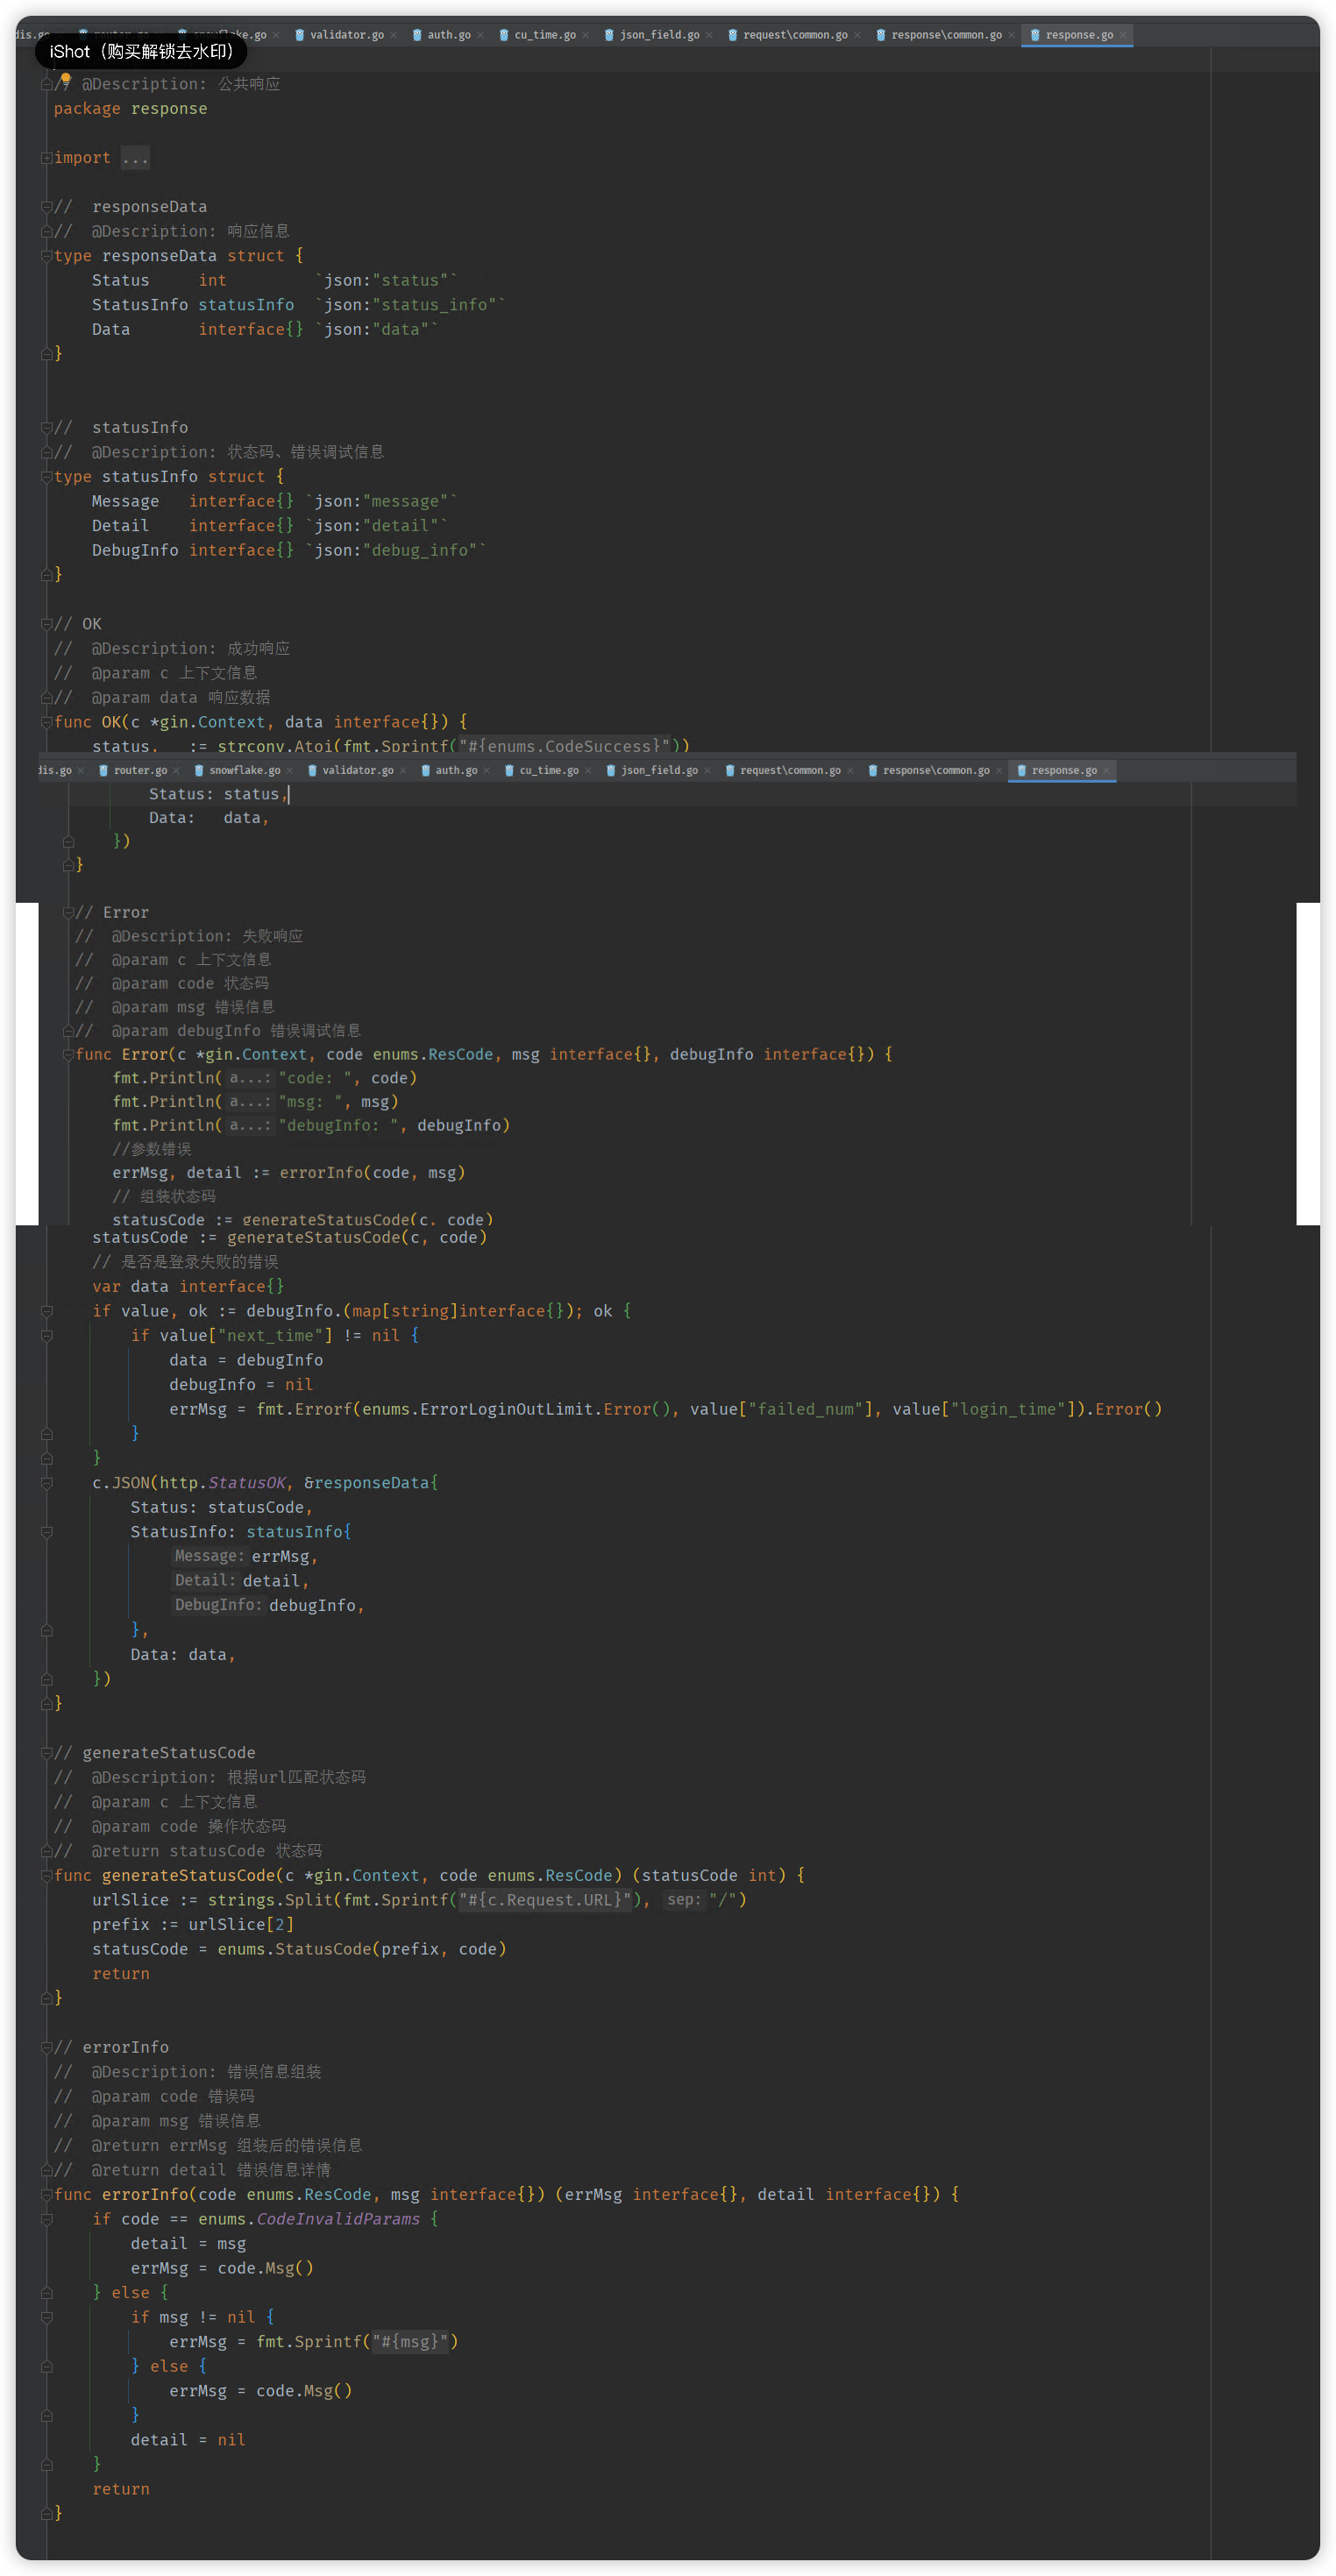 dis.go router.go snowflake.go validator.go auth.go cu_time.go json_field.go request\common.go response\common.go response.go
iShot（购买解锁去水印）
// @Description: 公共响应
package response
import ...
//  responseData
//  @Description: 响应信息
type responseData struct {
    Status     int         `json:"status"`
    StatusInfo statusInfo  `json:"status_info"`
    Data       interface{} `json:"data"`
}
//  statusInfo
//  @Description: 状态码、错误调试信息
type statusInfo struct {
    Message   interface{} `json:"message"`
    Detail    interface{} `json:"detail"`
    DebugInfo interface{} `json:"debug_info"`
}
// OK
//  @Description: 成功响应
//  @param c 上下文信息
//  @param data 响应数据
func OK(c *gin.Context, data interface{}) {
    status,   := strconv.Atoi(fmt.Sprintf("#{enums.CodeSuccess}"))
dis.go router.go snowflake.go validator.go auth.go cu_time.go json_field.go request\common.go response\common.go response.go
        Status: status,
        Data:   data,
    })
}
// Error
//  @Description: 失败响应
//  @param c 上下文信息
//  @param code 状态码
//  @param msg 错误信息
//  @param debugInfo 错误调试信息
func Error(c *gin.Context, code enums.ResCode, msg interface{}, debugInfo interface{}) {
    fmt.Println( a...: "code: ", code)
    fmt.Println( a...: "msg: ", msg)
    fmt.Println( a...: "debugInfo: ", debugInfo)
    //参数错误
    errMsg, detail := errorInfo(code, msg)
    // 组装状态码
    statusCode := generateStatusCode(c, code)
    statusCode := generateStatusCode(c, code)
    // 是否是登录失败的错误
    var data interface{}
    if value, ok := debugInfo.(map[string]interface{}); ok {
        if value["next_time"] != nil {
            data = debugInfo
            debugInfo = nil
            errMsg = fmt.Errorf(enums.ErrorLoginOutLimit.Error(), value["failed_num"], value["login_time"]).Error()
        }
    }
    c.JSON(http.StatusOK, &responseData{
        Status: statusCode,
        StatusInfo: statusInfo{
            Message: errMsg,
            Detail: detail,
            DebugInfo: debugInfo,
        },
        Data: data,
    })
}
// generateStatusCode
//  @Description: 根据url匹配状态码
//  @param c 上下文信息
//  @param code 操作状态码
//  @return statusCode 状态码
func generateStatusCode(c *gin.Context, code enums.ResCode) (statusCode int) {
    urlSlice := strings.Split(fmt.Sprintf("#{c.Request.URL}"), sep: "/")
    prefix := urlSlice[2]
    statusCode = enums.StatusCode(prefix, code)
    return
}
// errorInfo
//  @Description: 错误信息组装
//  @param code 错误码
//  @param msg 错误信息
//  @return errMsg 组装后的错误信息
//  @return detail 错误信息详情
func errorInfo(code enums.ResCode, msg interface{}) (errMsg interface{}, detail interface{}) {
    if code == enums.CodeInvalidParams {
        detail = msg
        errMsg = code.Msg()
    } else {
        if msg != nil {
            errMsg = fmt.Sprintf("#{msg}")
        } else {
            errMsg = code.Msg()
        }
        detail = nil
    }
    return
}